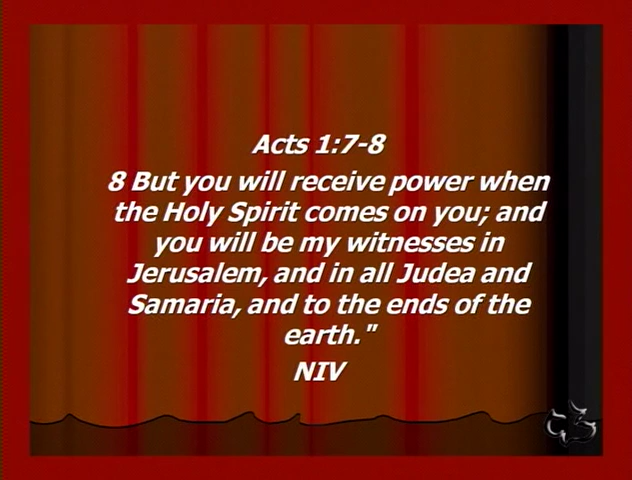 Acts 1:7-8
8 But you will receive power when
the Holy Spirit comes on you; and
you will be my witnesses in
Jerusalem, and in all Judea and
Samaria, and to the ends of the
earth."
NIV